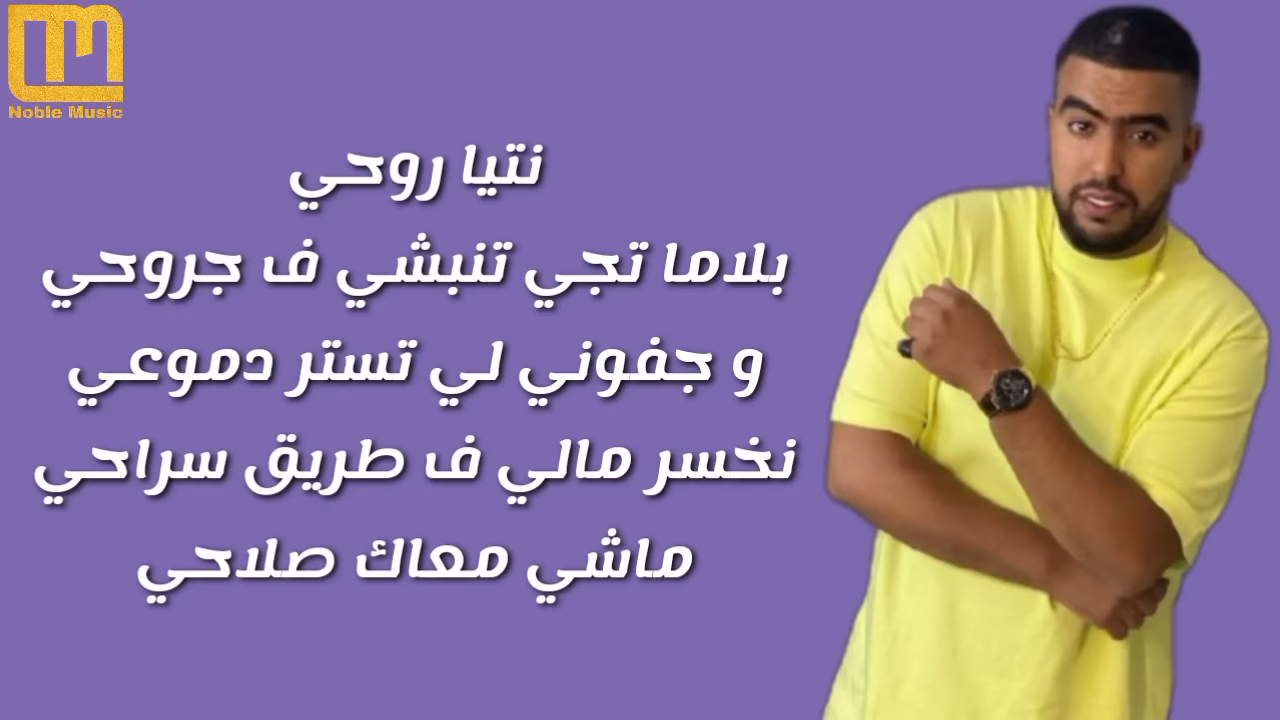 Noble Music
نتيا روحي
بلاما تجي تنبشي ف جروحي
و جفوني لي تستر دموعي
نخسر مالي ف طريق سراحي
ماشي معاك صلاحي